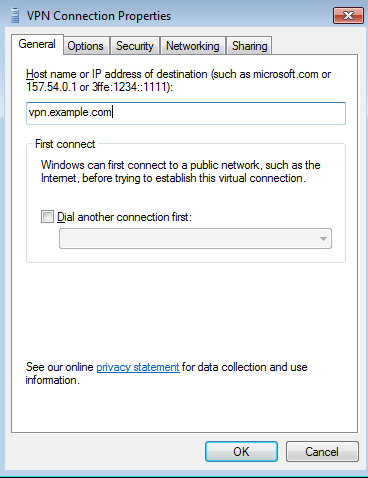 VPN Connection Properties
General Options Security Networking Sharing
Host name or IP address of destination (such as microsoft.com or
157.54.0.1 or 3ffe:1234::1111):
vpn.example.com
First connect
Windows can first connect to a public network, such as the
Internet, before trying to establish this virtual connection.
Dial another connection first:
See our online privacy statement for data collection and use
information.
OK Cancel